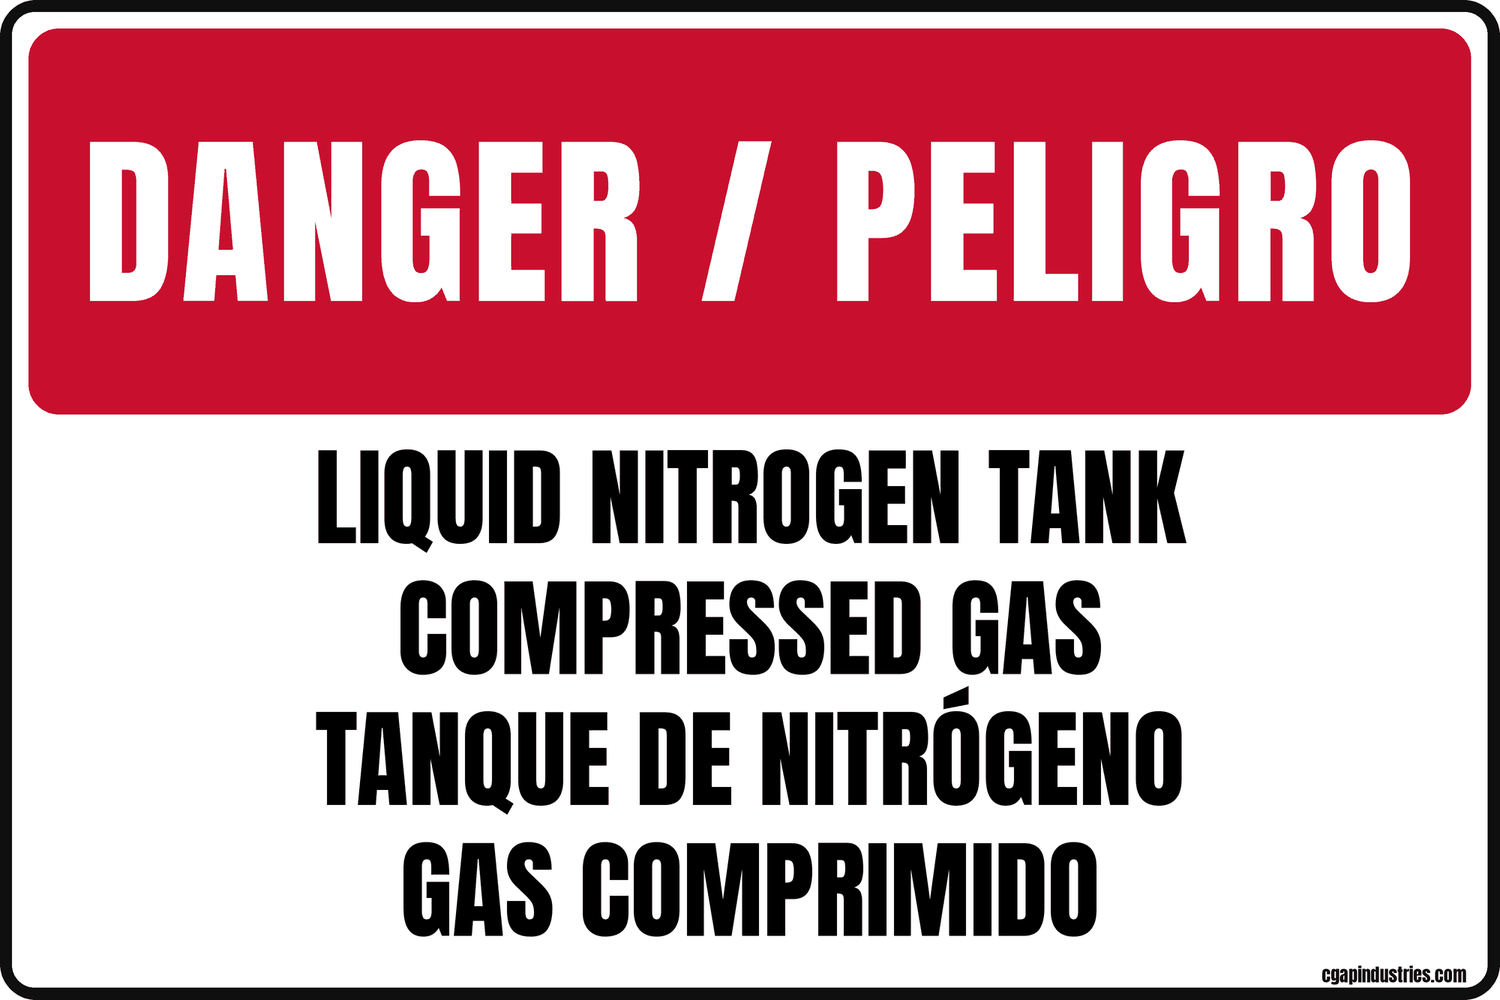 DANGER / PELIGRO
LIQUID NITROGEN TANK
COMPRESSED GAS
TANQUE DE NITRÓGENO
GAS COMPRIMIDO
cgapindustries.com